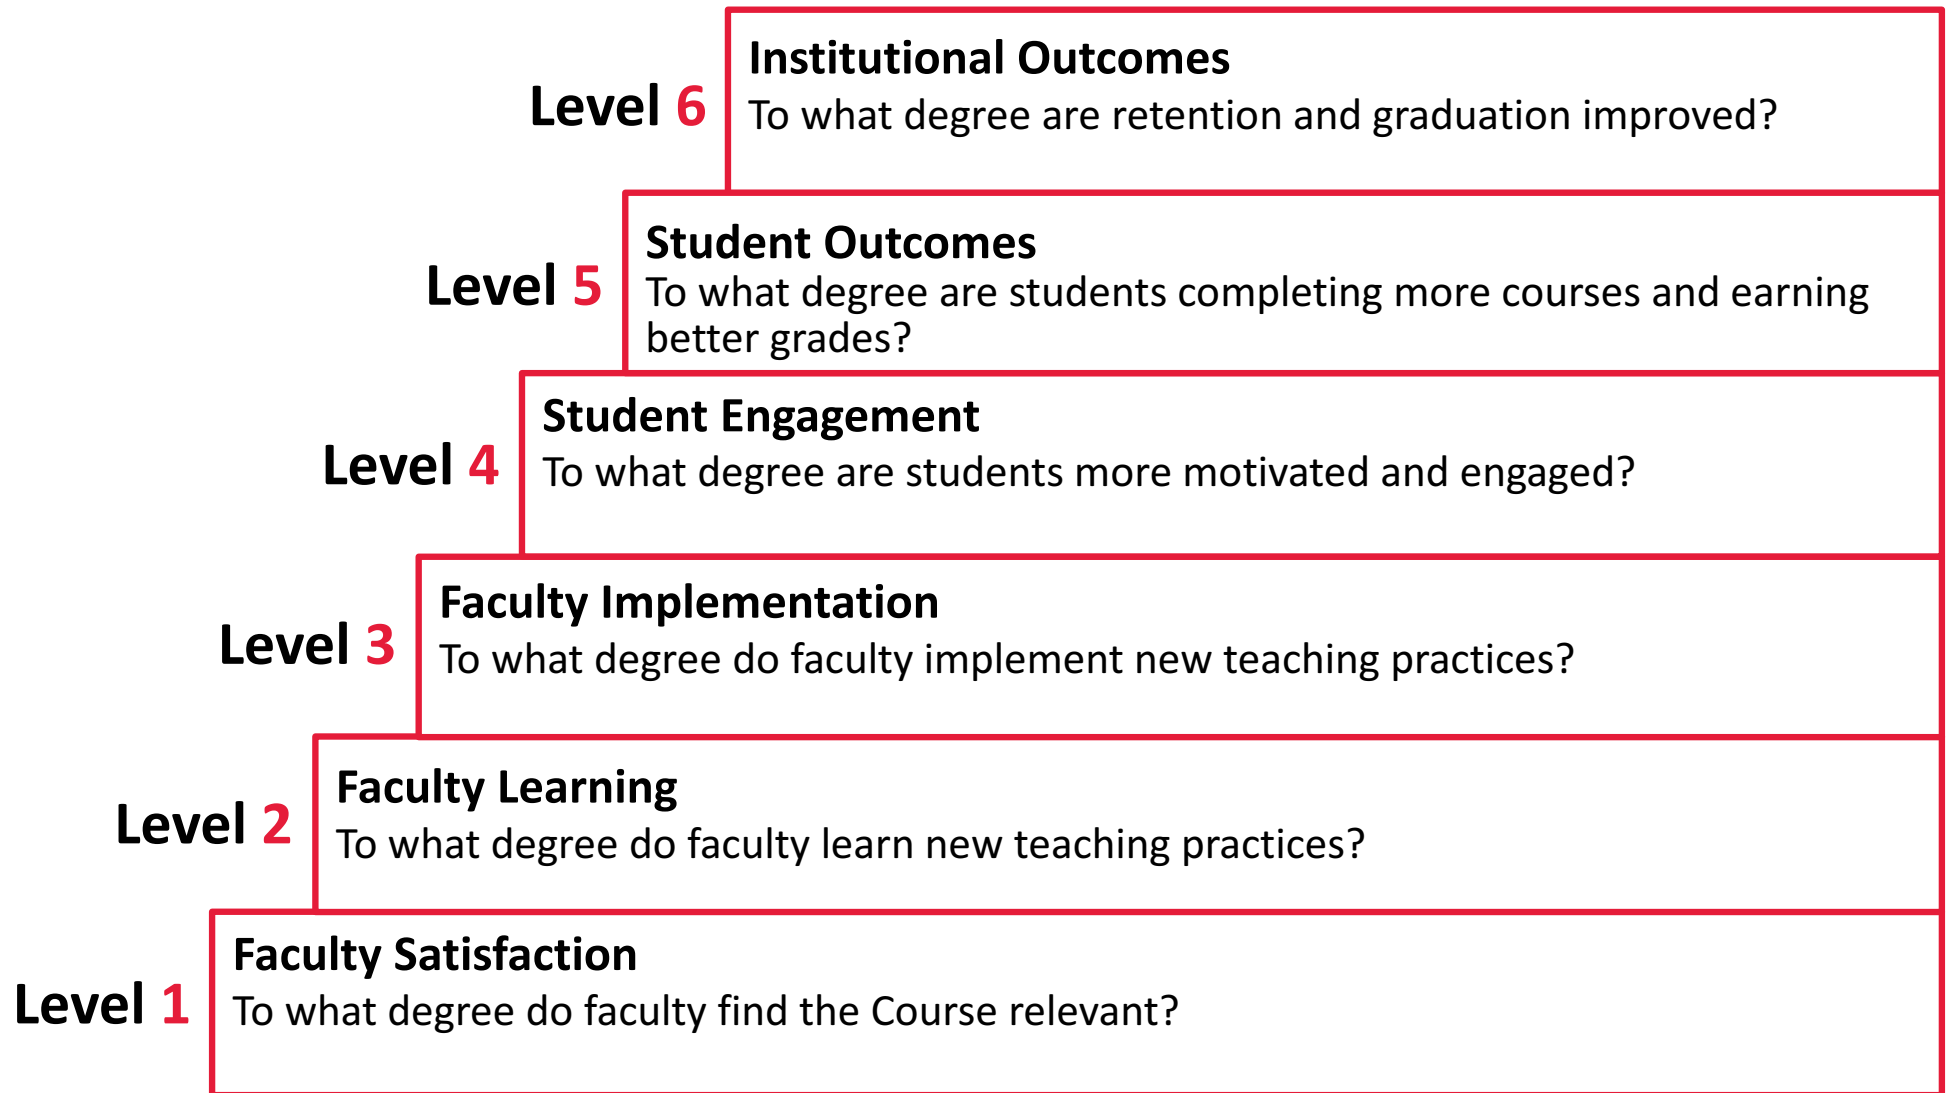 Level 6
Institutional Outcomes
To what degree are retention and graduation improved?
Level 5
Student Outcomes
To what degree are students completing more courses and earning
better grades?
Level 4
Student Engagement
To what degree are students more motivated and engaged?
Level 3
Faculty Implementation
To what degree do faculty implement new teaching practices?
Level 2
Faculty Learning
To what degree do faculty learn new teaching practices?
Level 1
Faculty Satisfaction
To what degree do faculty find the Course relevant?